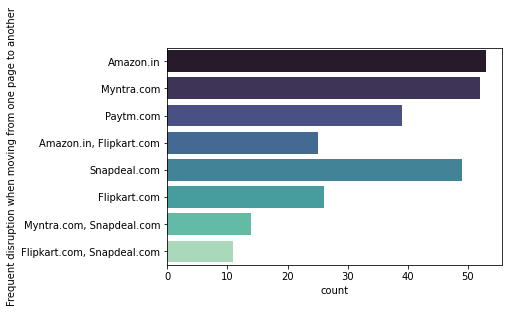 Frequent disruption when moving from one page to another
Amazon.in
Myntra.com
Paytm.com
Amazon.in, Flipkart.com
Snapdeal.com
Flipkart.com
Myntra.com, Snapdeal.com
Flipkart.com, Snapdeal.com
0 10 20 30 40 50
count